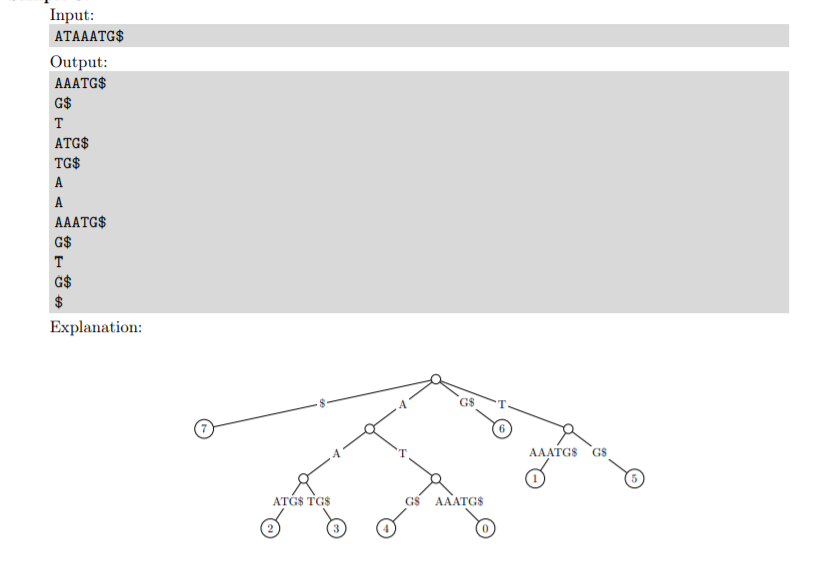 Input:
ATAAATG$
Output:
AAATG$
G$
T
ATG$
TG$
A
A
AAATG$
G$
T
G$
$
Explanation:
$ A G$ T
7 6
A T AAATG$ G$
1 5
ATG$ TG$ G$ AAATG$
2 3 4 0